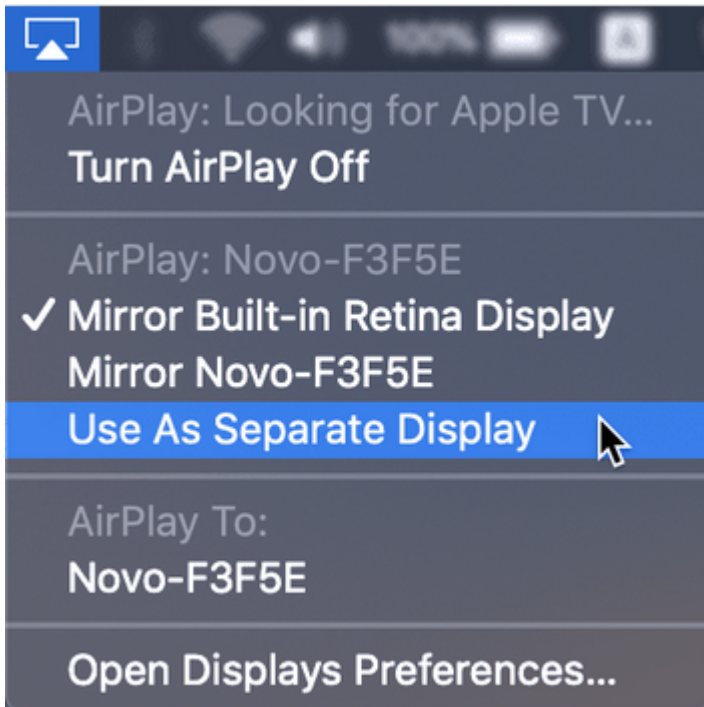 100%
AirPlay: Looking for Apple TV...
Turn AirPlay Off
AirPlay: Novo-F3F5E
✓ Mirror Built-in Retina Display
Mirror Novo-F3F5E
Use As Separate Display
AirPlay To:
Novo-F3F5E
Open Displays Preferences...